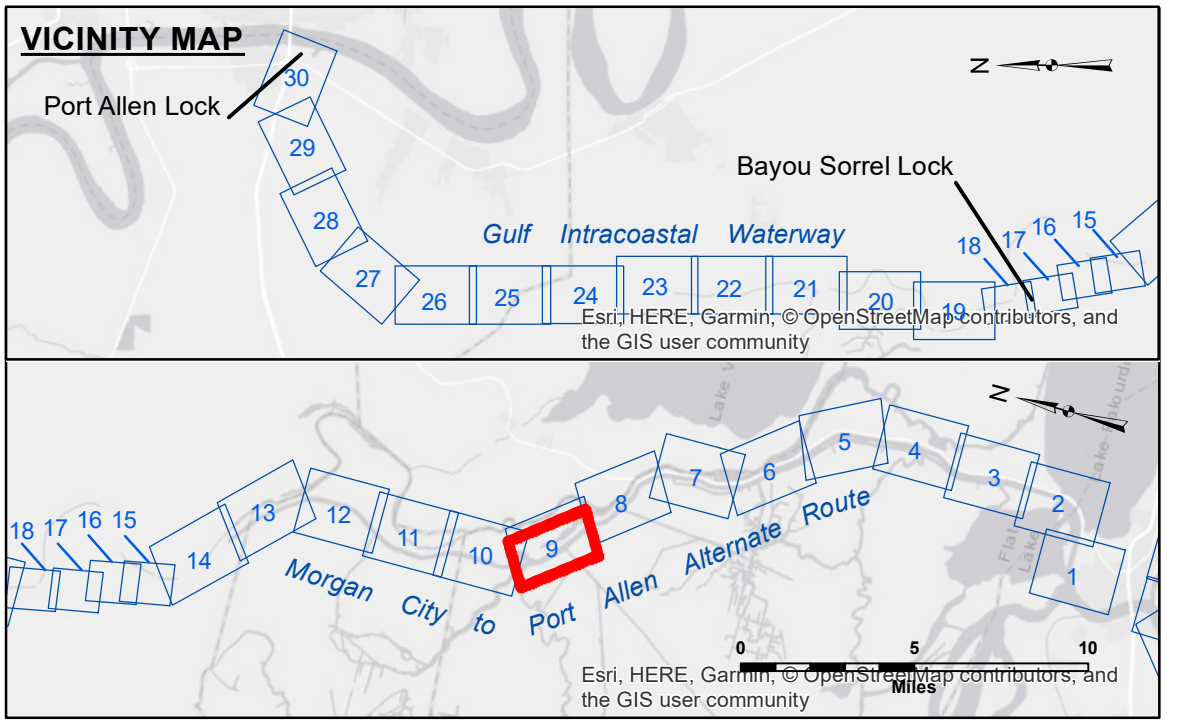 VICINITY MAP
Port Allen Lock
30
29
28
27
26
25
24
23
22
21
20
19
18
17
16
15
Gulf Intracoastal Waterway
Bayou Sorrel Lock
N
Esri, HERE, Garmin, © OpenStreetMap contributors, and
the GIS user community
18
17
16
15
14
13
12
11
10
9
8
7
6
5
4
3
2
1
Morgan City to Port Allen Alternate Route
N
0 5 10
Miles
Esri, HERE, Garmin, © OpenStreetMap contributors, and
the GIS user community